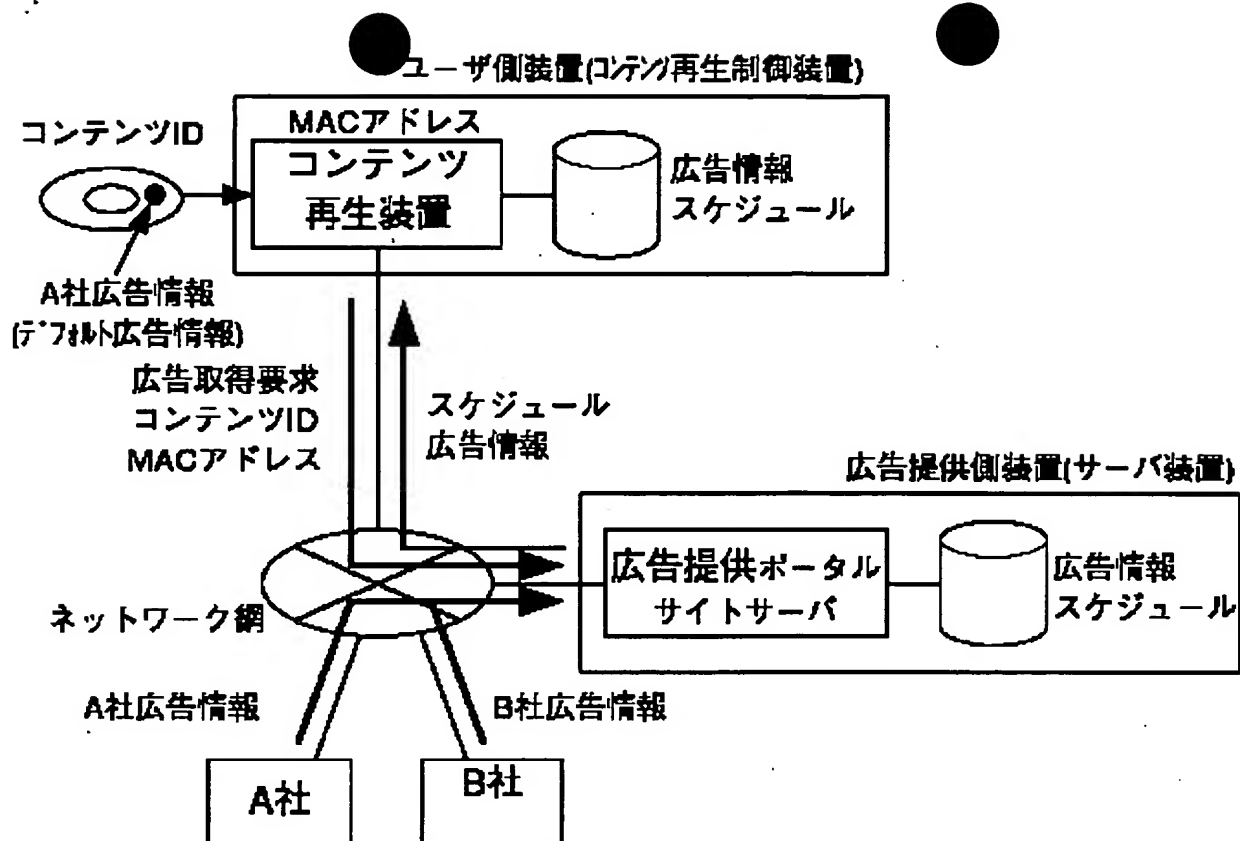 ユーザ側装置(コンテンツ再生制御装置)
コンテンツID
MACアドレス
コンテンツ
再生装置
広告情報
スケジュール
A社広告情報
(デフォルト広告情報)
広告取得要求
コンテンツID
MACアドレス
スケジュール
広告情報
広告提供側装置(サーバ装置)
広告提供ポータル
サイトサーバ
広告情報
スケジュール
ネットワーク網
A社広告情報
B社広告情報
A社
B社